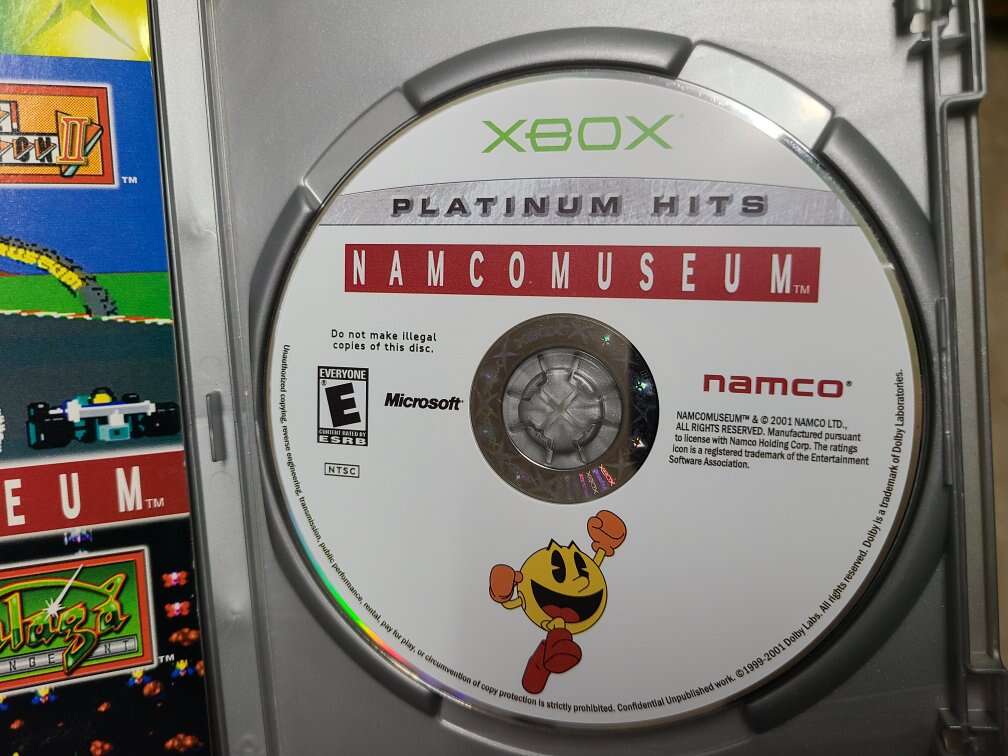 XBOX
PLATINUM HITS
NAMCOMUSEUM™
Do not make illegal
copies of this disc.
EVERYONE
E
CONTENT RATED BY
ESRB
Microsoft®
NTSC
namco®
NAMCOMUSEUM™ & © 2001 NAMCO LTD.,
ALL RIGHTS RESERVED. Manufactured pursuant
to license with Namco Holding Corp. The ratings
icon is a registered trademark of the Entertainment
Software Association.
Unauthorized copying, reverse engineering, transmission, public performance, rental, pay for play, or circumvention of copy protection is strictly prohibited. Confidential Unpublished work. ©1999-2001 Dolby Labs. All rights reserved. Dolby is a trademark of Dolby Laboratories.
II
TM
EUM™
TM